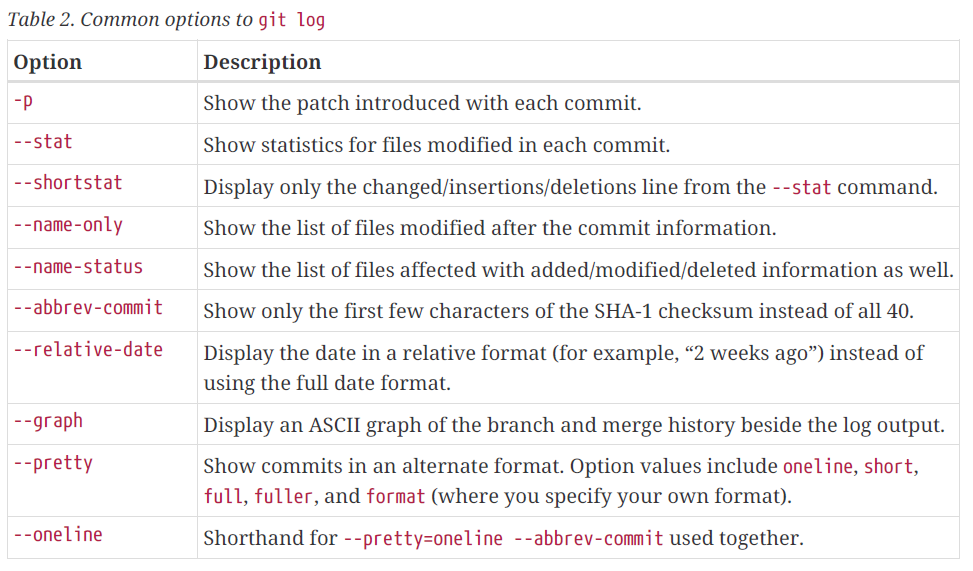 Table 2. Common options to git log
Option Description
-p Show the patch introduced with each commit.
--stat Show statistics for files modified in each commit.
--shortstat Display only the changed/insertions/deletions line from the --stat command.
--name-only Show the list of files modified after the commit information.
--name-status Show the list of files affected with added/modified/deleted information as well.
--abbrev-commit Show only the first few characters of the SHA-1 checksum instead of all 40.
--relative-date Display the date in a relative format (for example, “2 weeks ago”) instead of
using the full date format.
--graph Display an ASCII graph of the branch and merge history beside the log output.
--pretty Show commits in an alternate format. Option values include oneline, short,
full, fuller, and format (where you specify your own format).
--oneline Shorthand for --pretty=oneline --abbrev-commit used together.